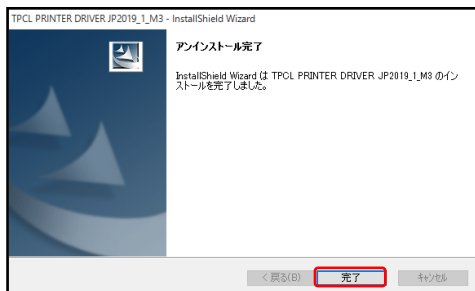 TPCL PRINTER DRIVER JP2019_1_M3 - InstallShield Wizard
アンインストール完了
InstallShield Wizard は TPCL PRINTER DRIVER JP2019_1_M3 のイン
ストールを完了しました。
< 戻る(B)
完了
キャンセル